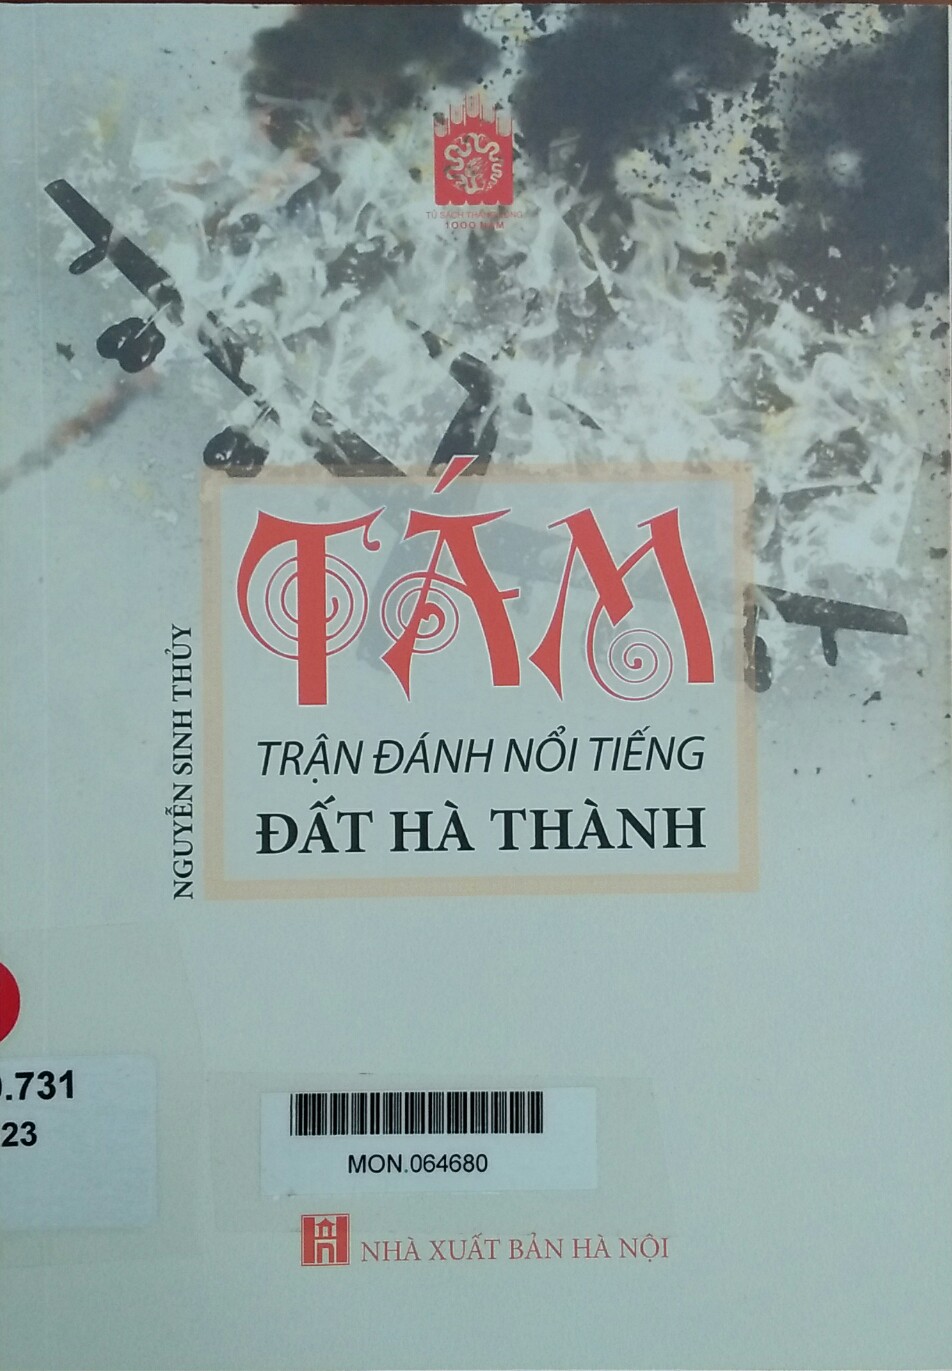 TỦ SÁCH THĂNG LONG
1000 NĂM
TÁM
TRẬN ĐÁNH NỔI TIẾNG
ĐẤT HÀ THÀNH
NGUYỄN SINH THỦY
.731
23
MON.064680
NHÀ XUẤT BẢN HÀ NỘI